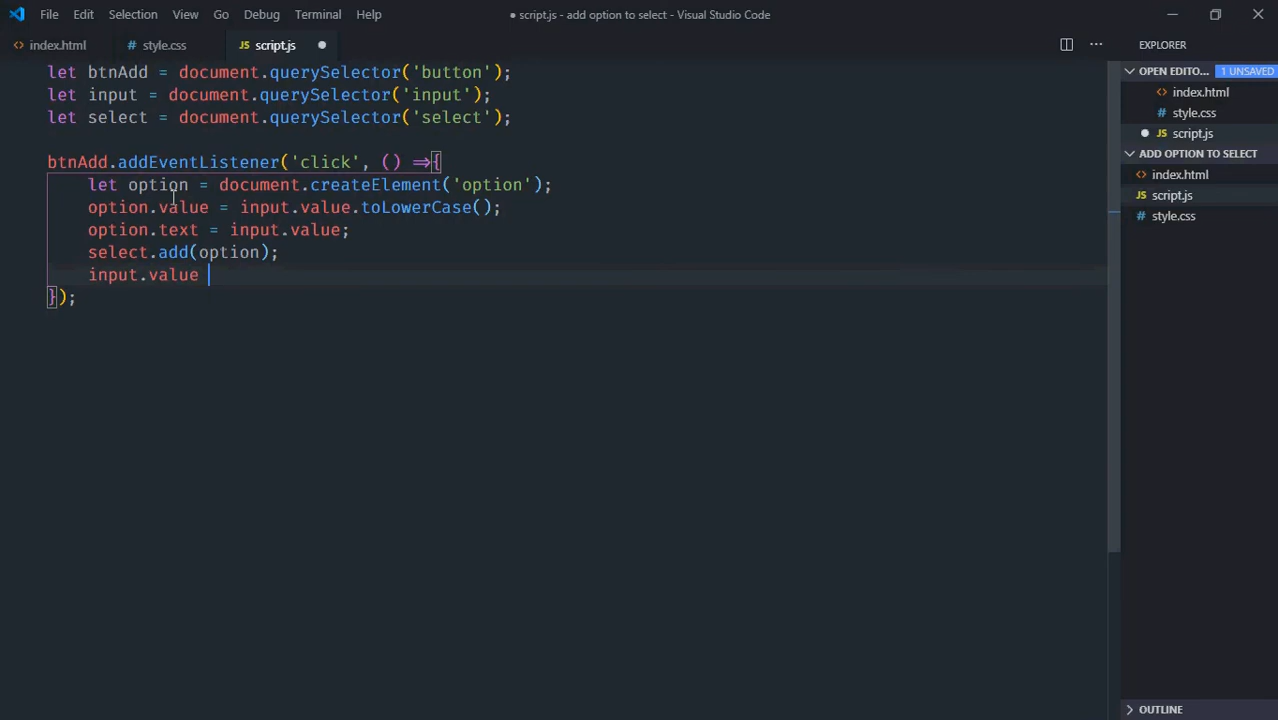 File Edit Selection View Go Debug Terminal Help
● script.js - add option to select - Visual Studio Code
index.html style.css JS script.js ●
let btnAdd = document.querySelector('button');
let input = document.querySelector('input');
let select = document.querySelector('select');
btnAdd.addEventListener('click', () =>{
let option = document.createElement('option');
option.value = input.value.toLowerCase();
option.text = input.value;
select.add(option);
input.value
});
EXPLORER
OPEN EDITO... 1 UNSAVED
index.html
style.css
● JS script.js
ADD OPTION TO SELECT
index.html
JS script.js
style.css
OUTLINE